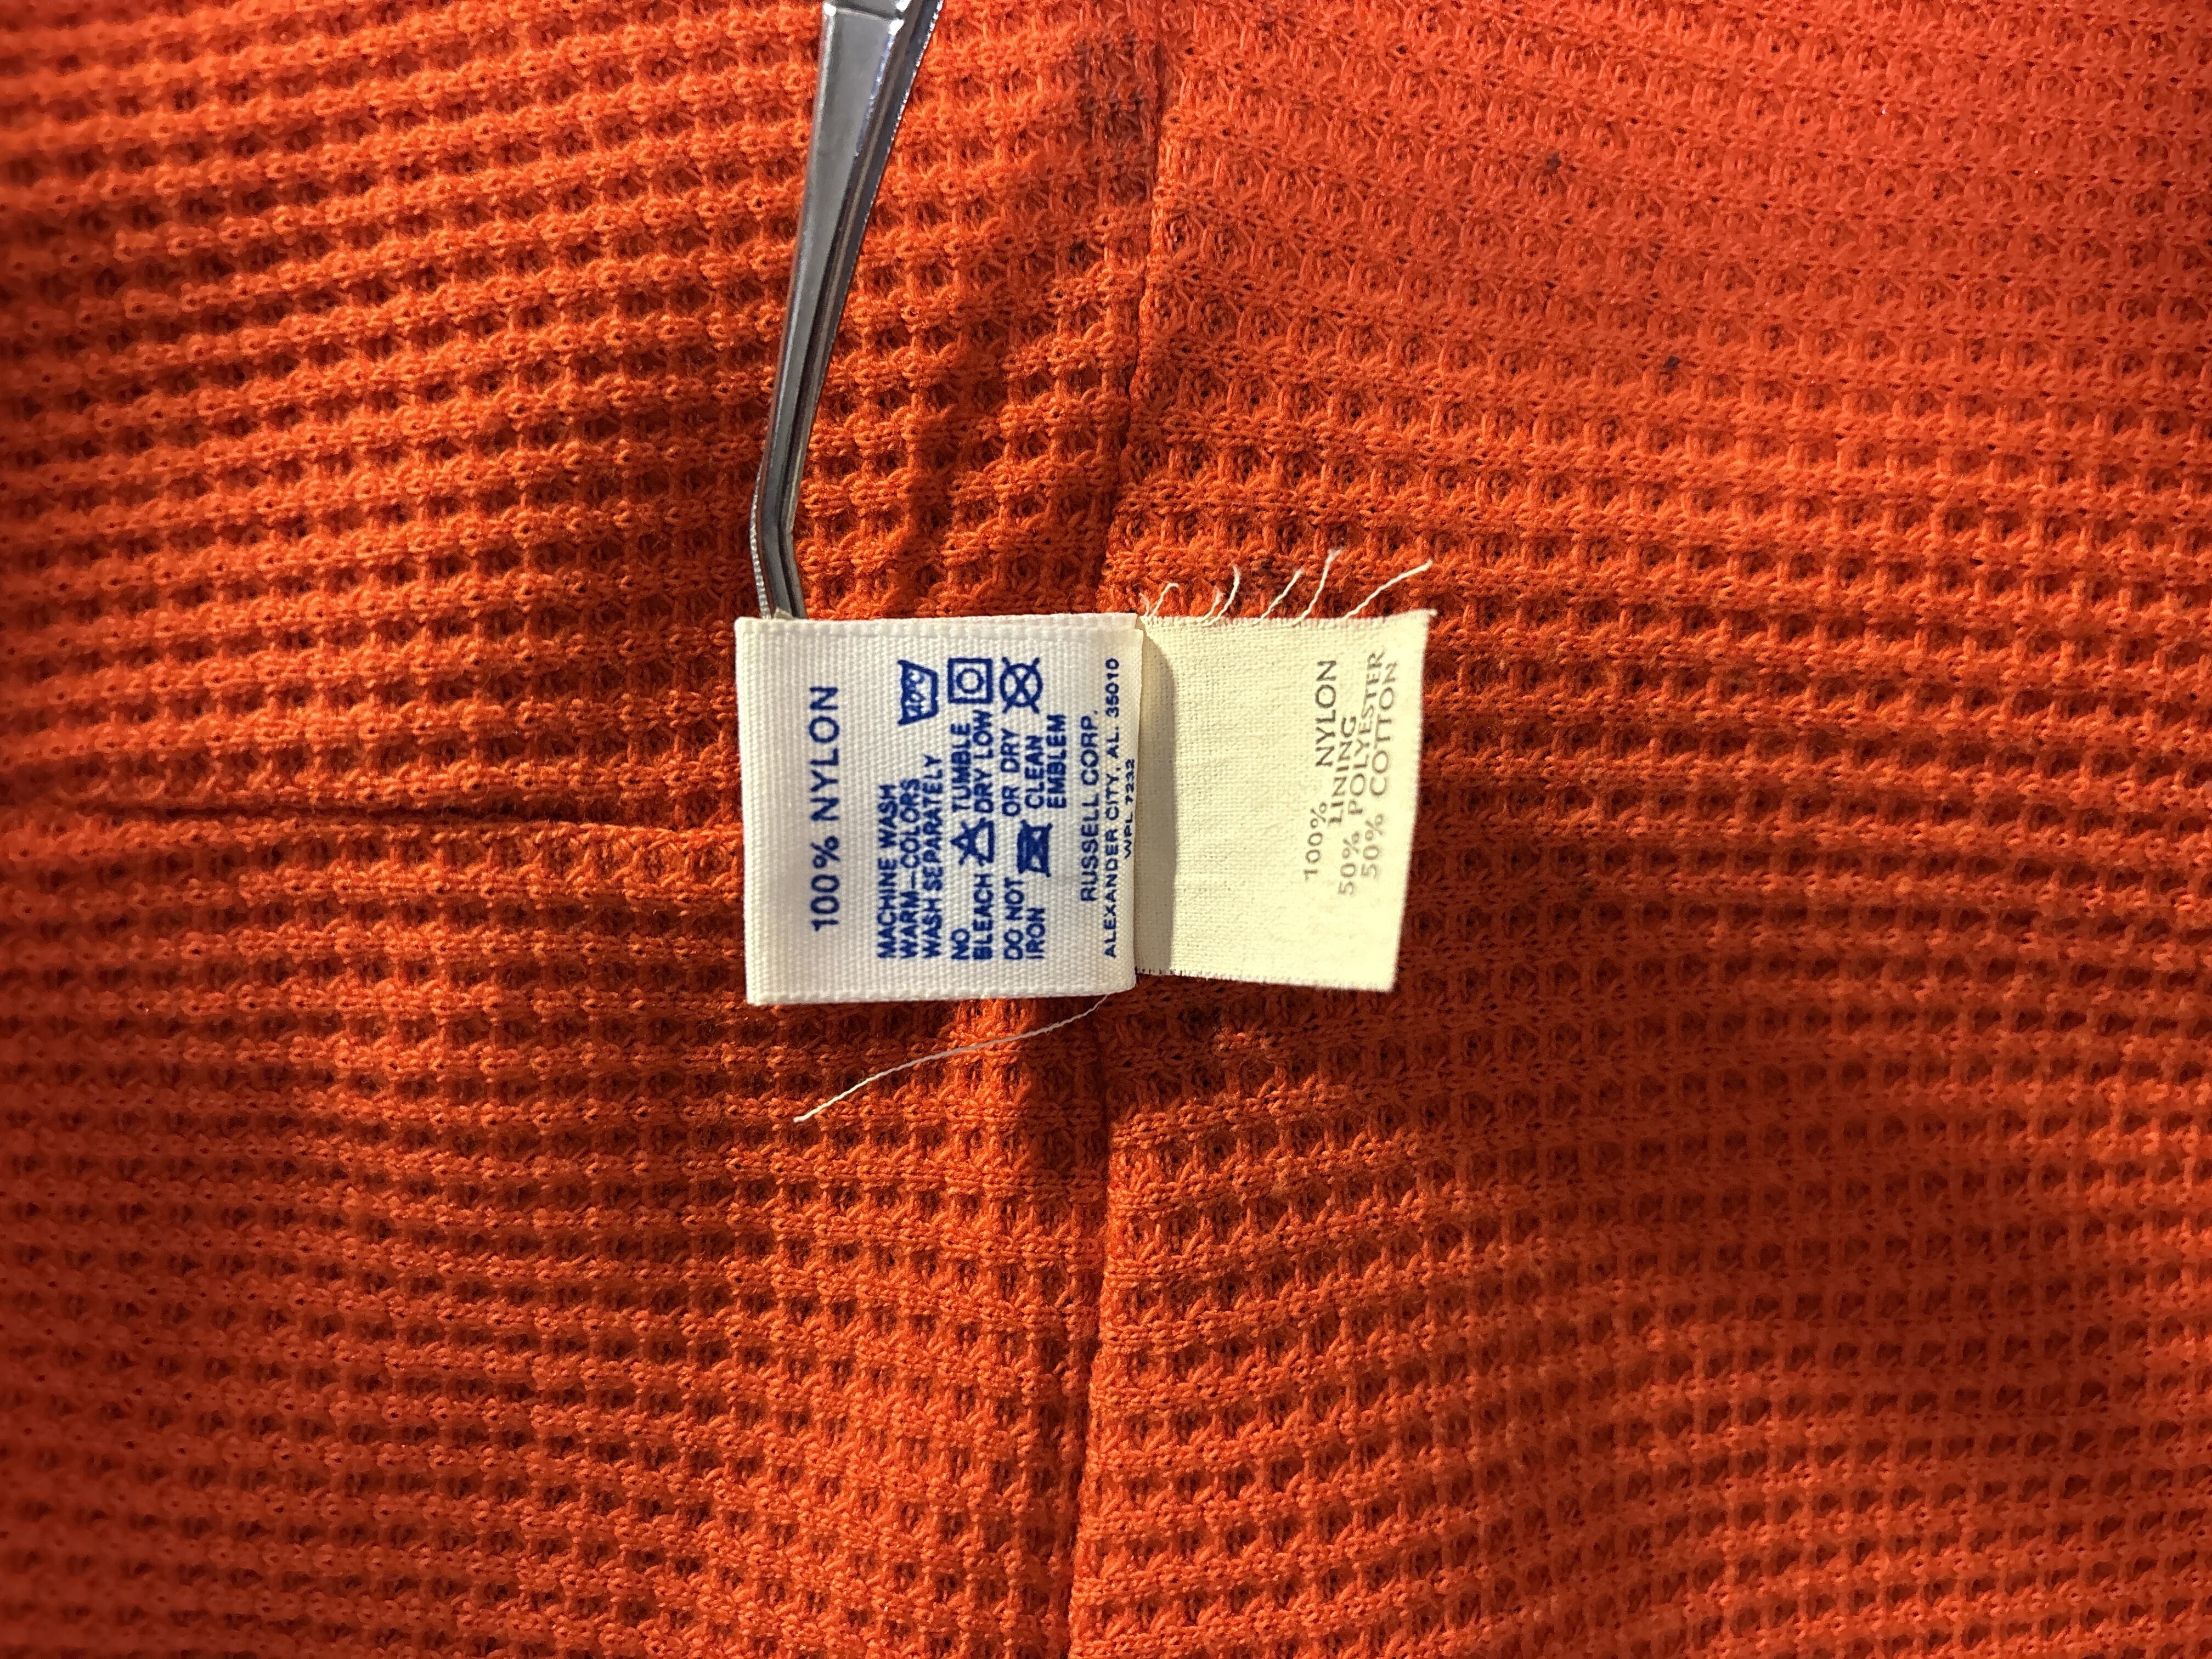 100% NYLON
MACHINE WASH
WARM—COLORS
WASH SEPARATELY
120°
NO
BLEACH
TUMBLE
DRY LOW
DO NOT
IRON
OR DRY
CLEAN
EMBLEM
RUSSELL CORP.
ALEXANDER CITY, AL. 35010
WPL 7232
100% NYLON
LINING
50% POLYESTER
50% COTTON